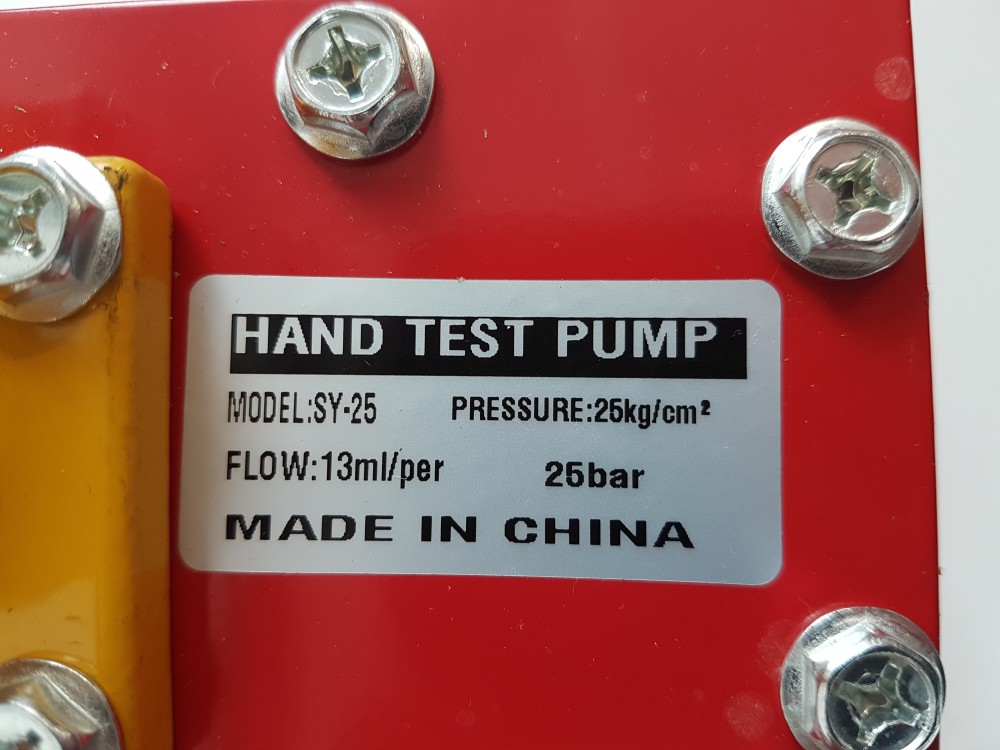 HAND TEST PUMP
MODEL:SY-25 PRESSURE:25kg/cm²
FLOW:13ml/per 25bar
MADE IN CHINA